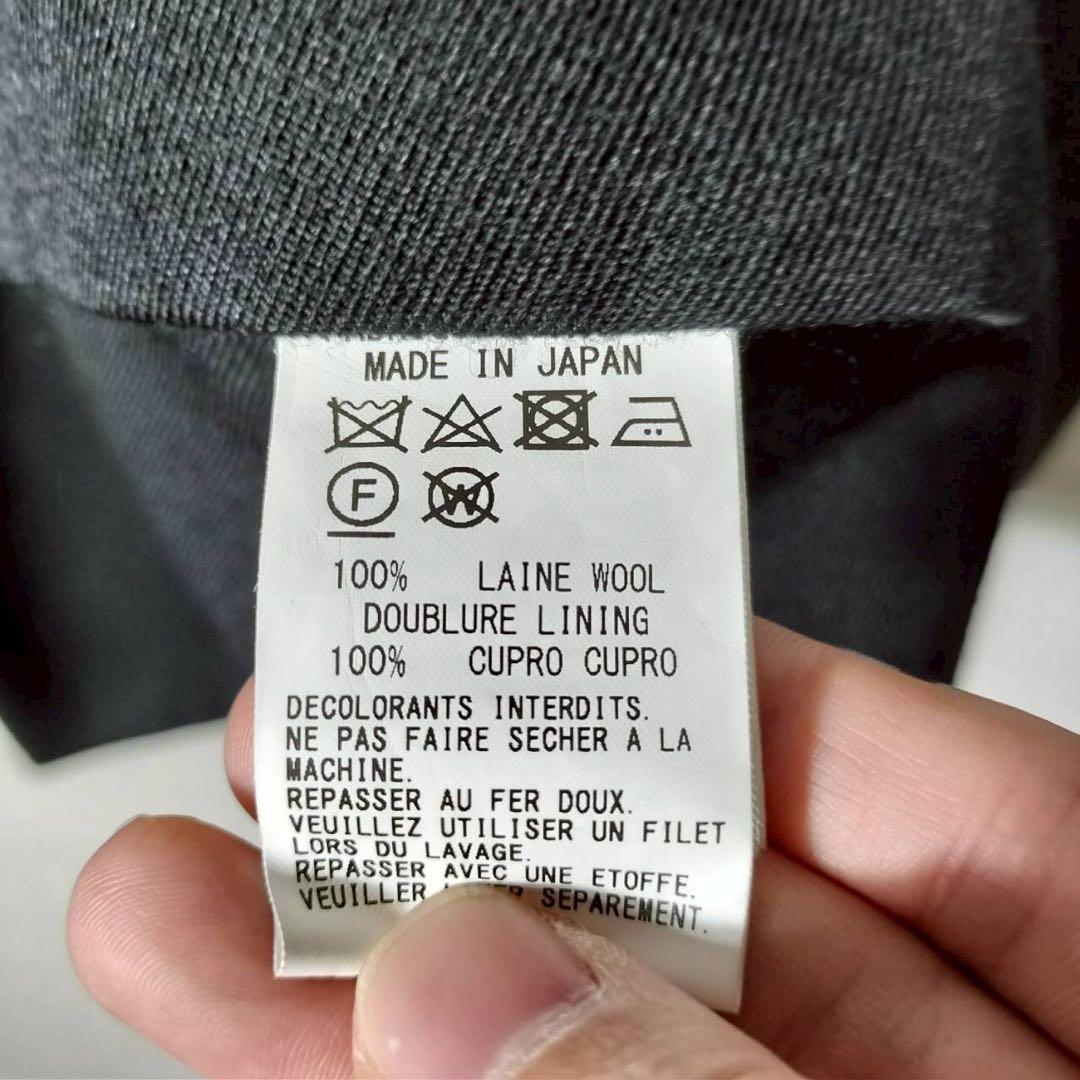 MADE IN JAPAN
F W
100% LAINE WOOL
DOUBLURE LINING
100% CUPRO CUPRO
DECOLORANTS INTERDITS.
NE PAS FAIRE SECHER A LA
MACHINE.
REPASSER AU FER DOUX.
VEUILLEZ UTILISER UN FILET
LORS DU LAVAGE.
REPASSER AVEC UNE ETOFFE.
VEUILLER SEPAREMENT.